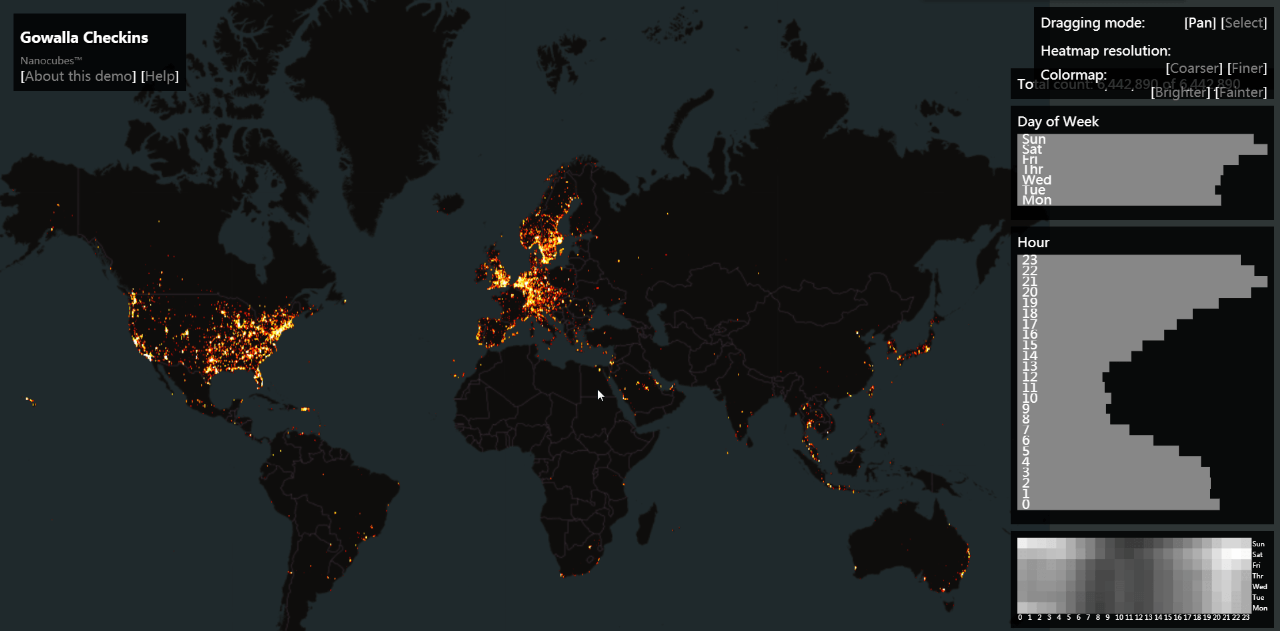 Gowalla Checkins
Nanocubes™
[About this demo] [Help]
Dragging mode: [Pan] [Select]
Heatmap resolution:
[Coarser] [Finer]
Colormap:
[Brighter] [Fainter]
Total count: 6,442,890 of 6,442,890
Day of Week
Sun
Sat
Fri
Thr
Wed
Tue
Mon
Hour
23
22
21
20
19
18
17
16
15
14
13
12
11
10
9
8
7
6
5
4
3
2
1
0
Sun
Sat
Fri
Thr
Wed
Tue
Mon
0 1 2 3 4 5 6 7 8 9 10 11 12 13 14 15 16 17 18 19 20 21 22 23